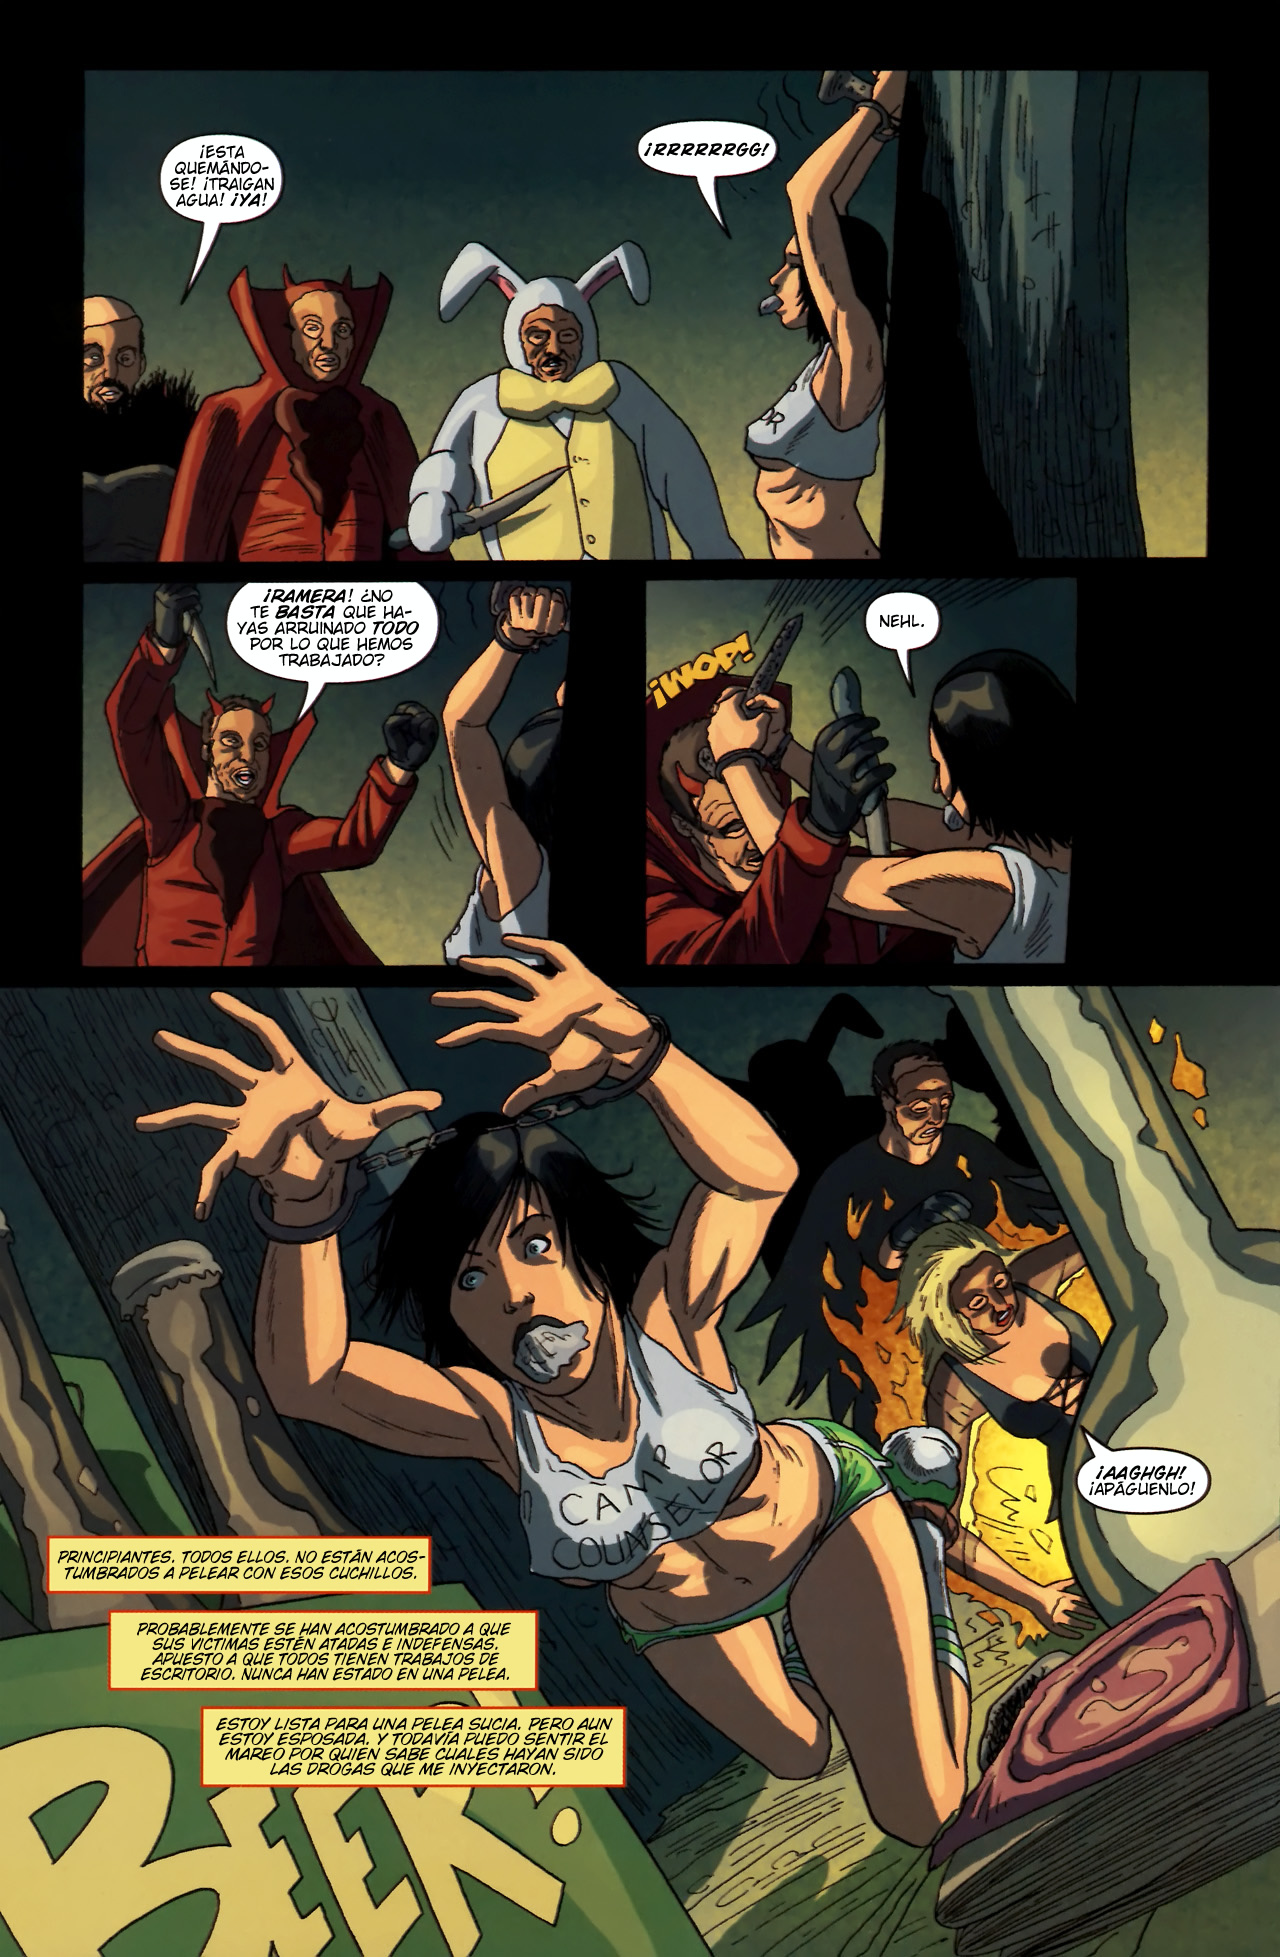 ¡ESTA
QUEMÁNDO-
SE! ¡TRAIGAN
AGUA! ¡YA!
¡RRRRRRGG!
P
OR
¡RAMERA! ¿NO
TE BASTA QUE HA-
YAS ARRUINADO TODO
POR LO QUE HEMOS
TRABAJADO?
¡WOP!
NEHL.
CAMP
COUNSELOR
¡AAGHGH!
¡APÁGUENLO!
PRINCIPIANTES. TODOS ELLOS. NO ESTÁN ACOS-
TUMBRADOS A PELEAR CON ESOS CUCHILLOS.
PROBABLEMENTE SE HAN ACOSTUMBRADO A QUE
SUS VICTIMAS ESTÉN ATADAS E INDEFENSAS.
APUESTO A QUE TODOS TIENEN TRABAJOS DE
ESCRITORIO. NUNCA HAN ESTADO EN UNA PELEA.
ESTOY LISTA PARA UNA PELEA SUCIA. PERO AUN
ESTOY ESPOSADA. Y TODAVÍA PUEDO SENTIR EL
MAREO POR QUIEN SABE CUALES HAYAN SIDO
LAS DROGAS QUE ME INYECTARON.
BEER!